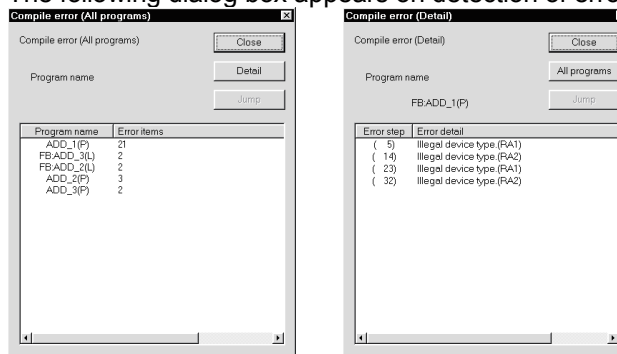 The following dialog box appears on detection of erro
Compile error (All programs)
Compile error (All programs)
Close
Program name
Detail
Jump
Program name Error items
ADD_1(P) 21
FB:ADD_3(L) 2
FB:ADD_2(L) 2
ADD_2(P) 3
ADD_3(P) 2
Compile error (Detail)
Compile error (Detail)
Close
Program name
All programs
FB:ADD_1(P)
Jump
Error step Error detail
( 5) Illegal device type.(RA1)
( 14) Illegal device type.(RA2)
( 23) Illegal device type.(RA1)
( 32) Illegal device type.(RA2)